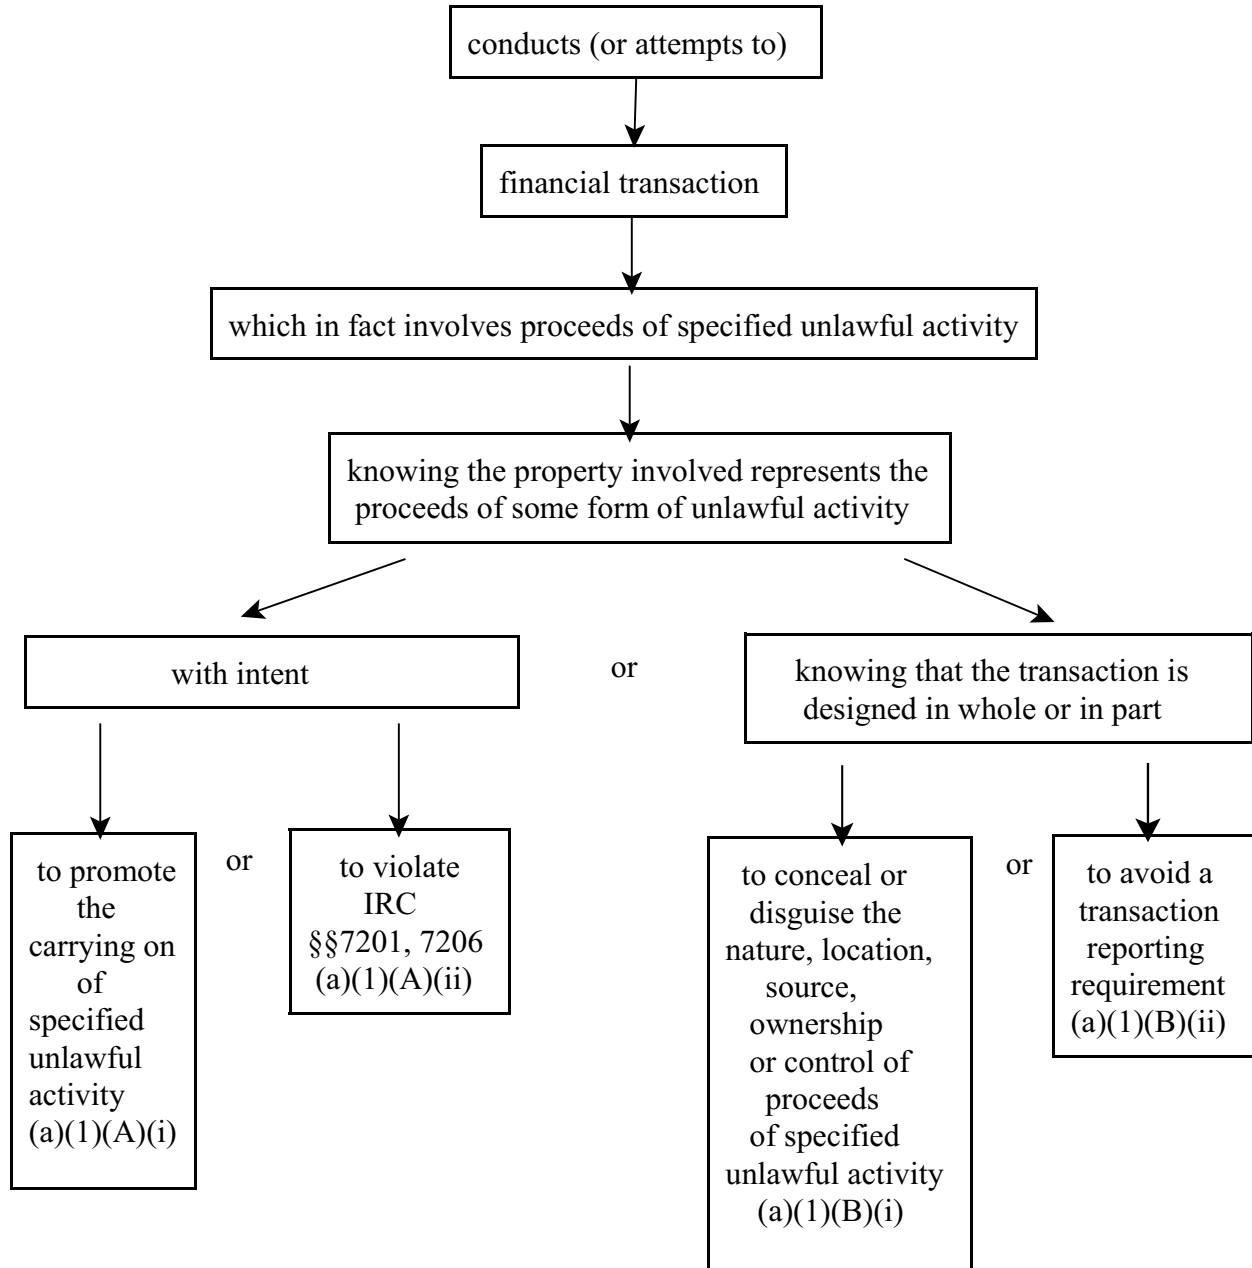 conducts (or attempts to)
financial transaction
which in fact involves proceeds of specified unlawful activity
knowing the property involved represents the
proceeds of some form of unlawful activity
with intent
or
knowing that the transaction is
designed in whole or in part
to promote
the
carrying on
of
specified
unlawful
activity
(a)(1)(A)(i)
or
to violate
IRC
§§7201, 7206
(a)(1)(A)(ii)
to conceal or
disguise the
nature, location,
source,
ownership
or control of
proceeds
of specified
unlawful activity
(a)(1)(B)(i)
or
to avoid a
transaction
reporting
requirement
(a)(1)(B)(ii)